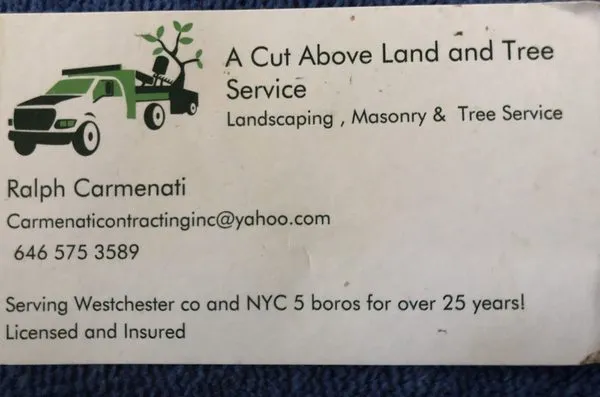 A Cut Above Land and Tree
Service
Landscaping , Masonry & Tree Service
Ralph Carmenati
Carmenaticontractinginc@yahoo.com
646 575 3589
Serving Westchester co and NYC 5 boros for over 25 years!
Licensed and Insured